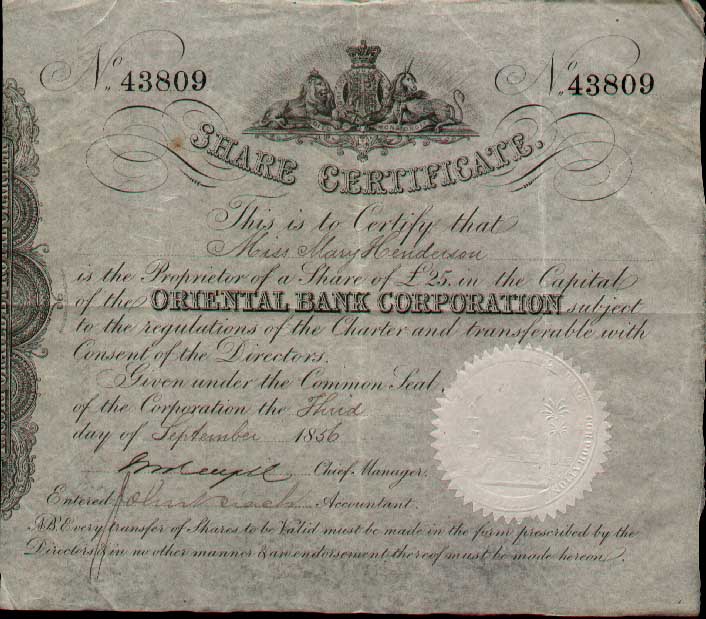 No. 43809
No. 43809
SHARE CERTIFICATE.
This is to Certify that
Miss Mary Henderson
is the Proprietor of a Share of £25. in the Capital
of the ORIENTAL BANK CORPORATION subject
to the regulations of the Charter and transferable with
Consent of the Directors.
Given under the Common Seal
of the Corporation the Third
day of September 1856
Chief Manager.
Entered John Accountant.
N.B. Every transfer of Shares to be Valid must be made in the form prescribed by the
Directors & in no other manner & an endorsement thereof must be made hereon.